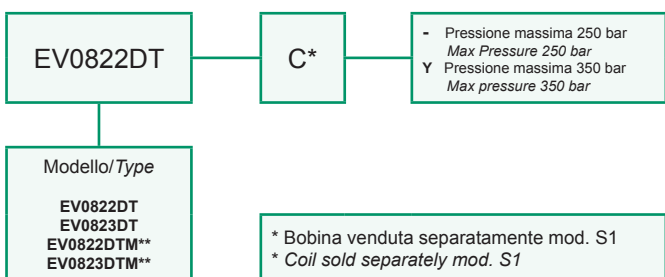 EV0822DT
C*
- Pressione massima 250 bar
Max Pressure 250 bar
Y Pressione massima 350 bar
Max pressure 350 bar
Modello/Type
EV0822DT
EV0823DT
EV0822DTM**
EV0823DTM**
* Bobina venduta separatamente mod. S1
* Coil sold separately mod. S1